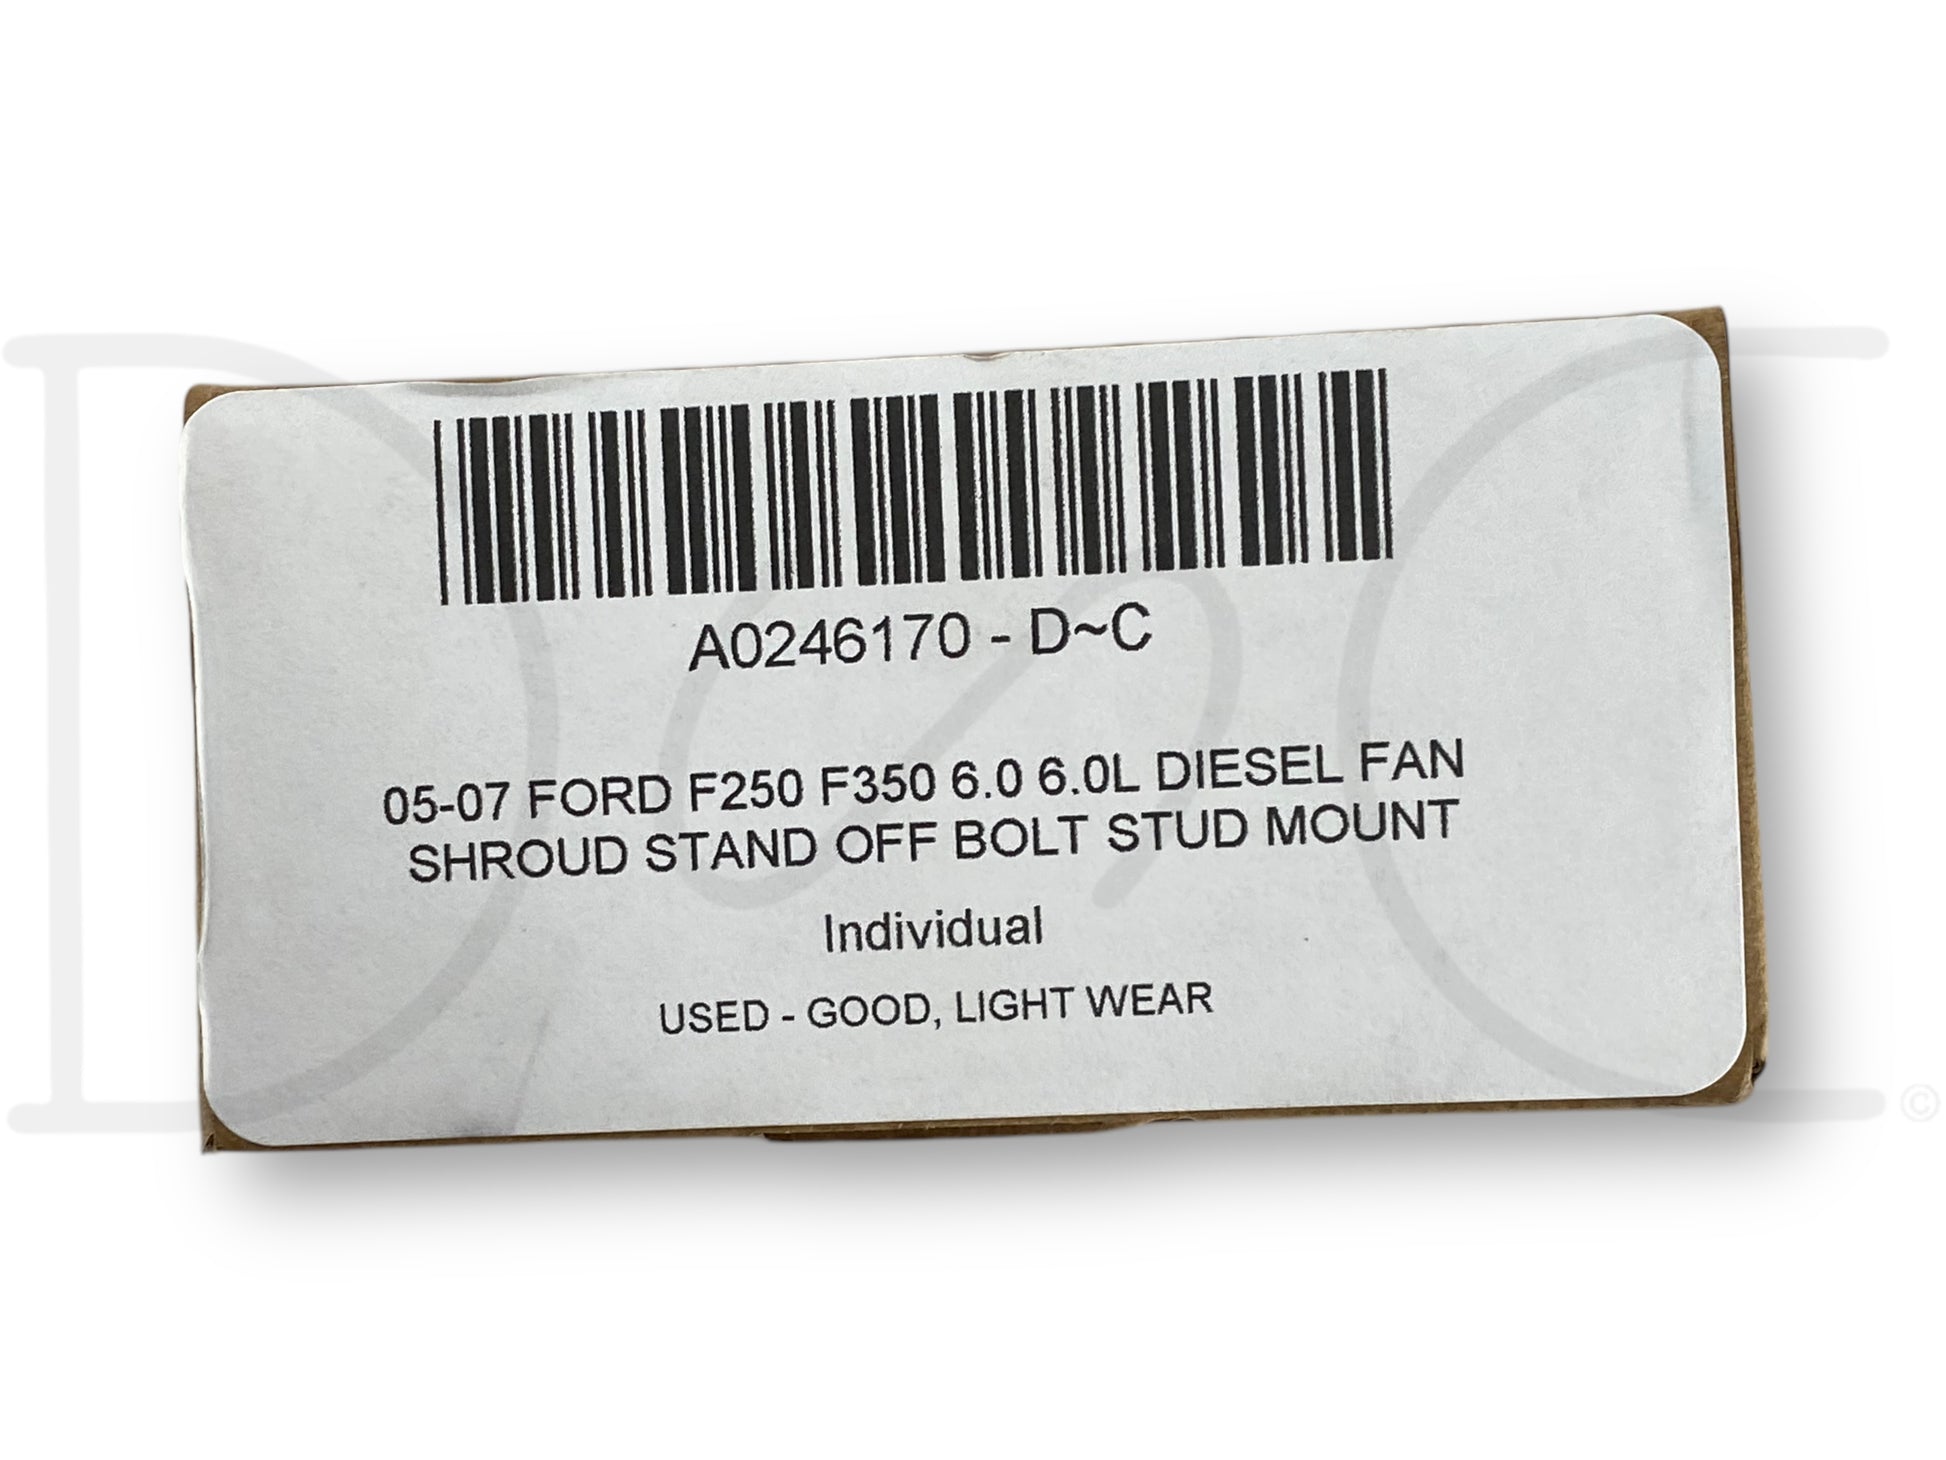 A0246170 - D~C
05-07 FORD F250 F350 6.0 6.0L DIESEL FAN
SHROUD STAND OFF BOLT STUD MOUNT
Individual
USED - GOOD, LIGHT WEAR
DnC
©